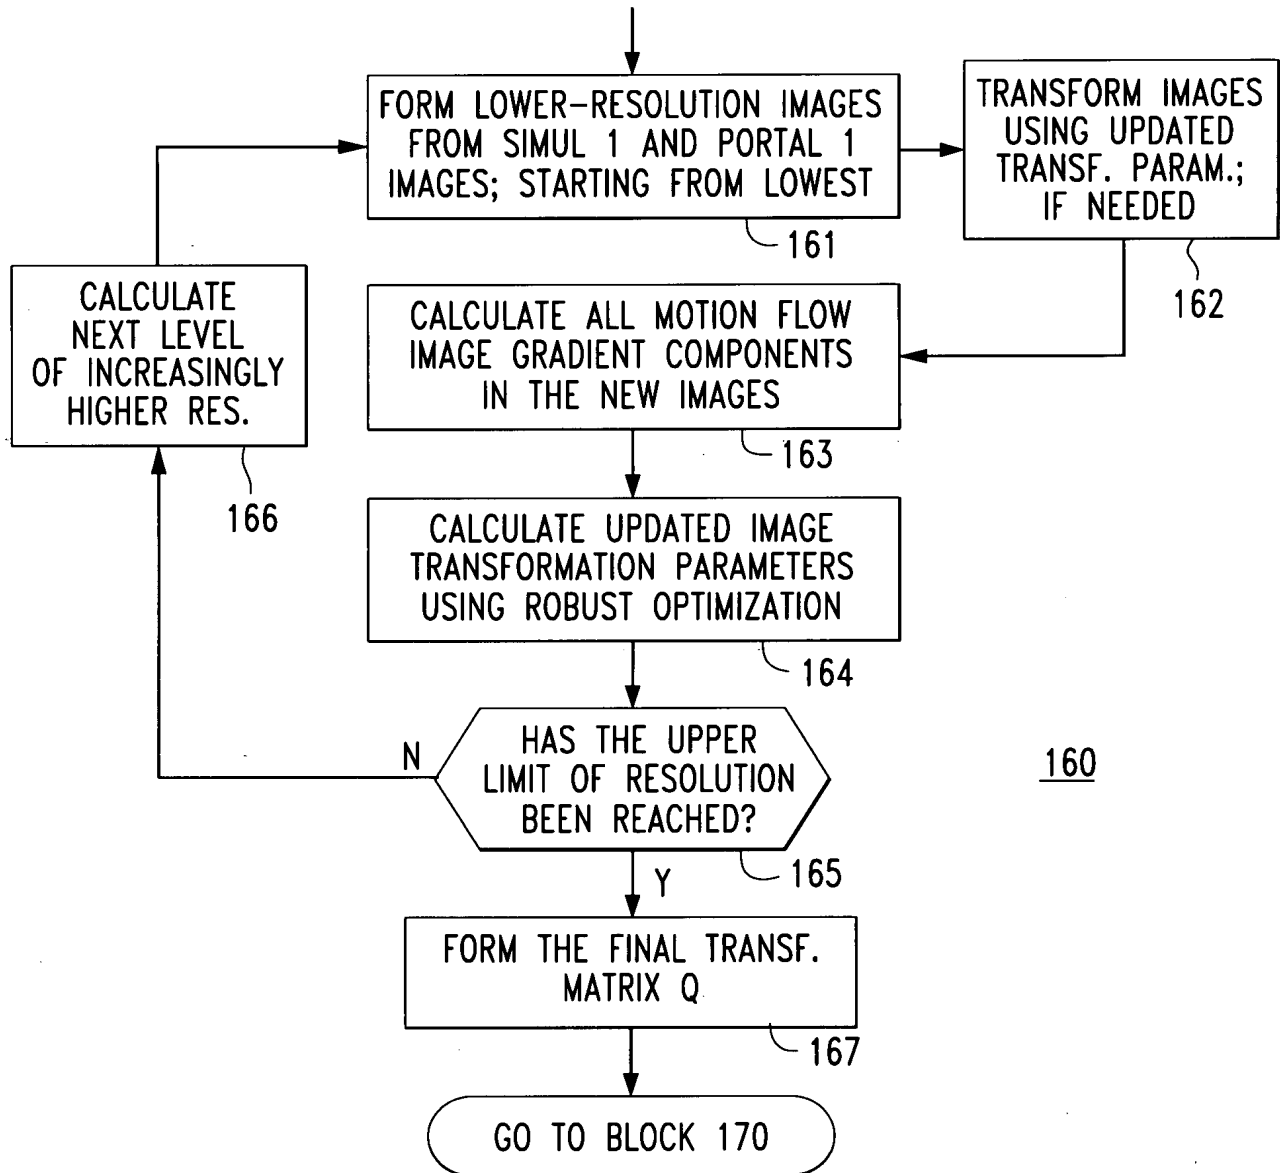 FORM LOWER-RESOLUTION IMAGES
FROM SIMUL 1 AND PORTAL 1
IMAGES; STARTING FROM LOWEST
161
TRANSFORM IMAGES
USING UPDATED
TRANSF. PARAM.;
IF NEEDED
162
CALCULATE ALL MOTION FLOW
IMAGE GRADIENT COMPONENTS
IN THE NEW IMAGES
163
CALCULATE UPDATED IMAGE
TRANSFORMATION PARAMETERS
USING ROBUST OPTIMIZATION
164
HAS THE UPPER
LIMIT OF RESOLUTION
BEEN REACHED?
165
N
CALCULATE
NEXT LEVEL
OF INCREASINGLY
HIGHER RES.
166
160
Y
FORM THE FINAL TRANSF.
MATRIX Q
167
GO TO BLOCK 170